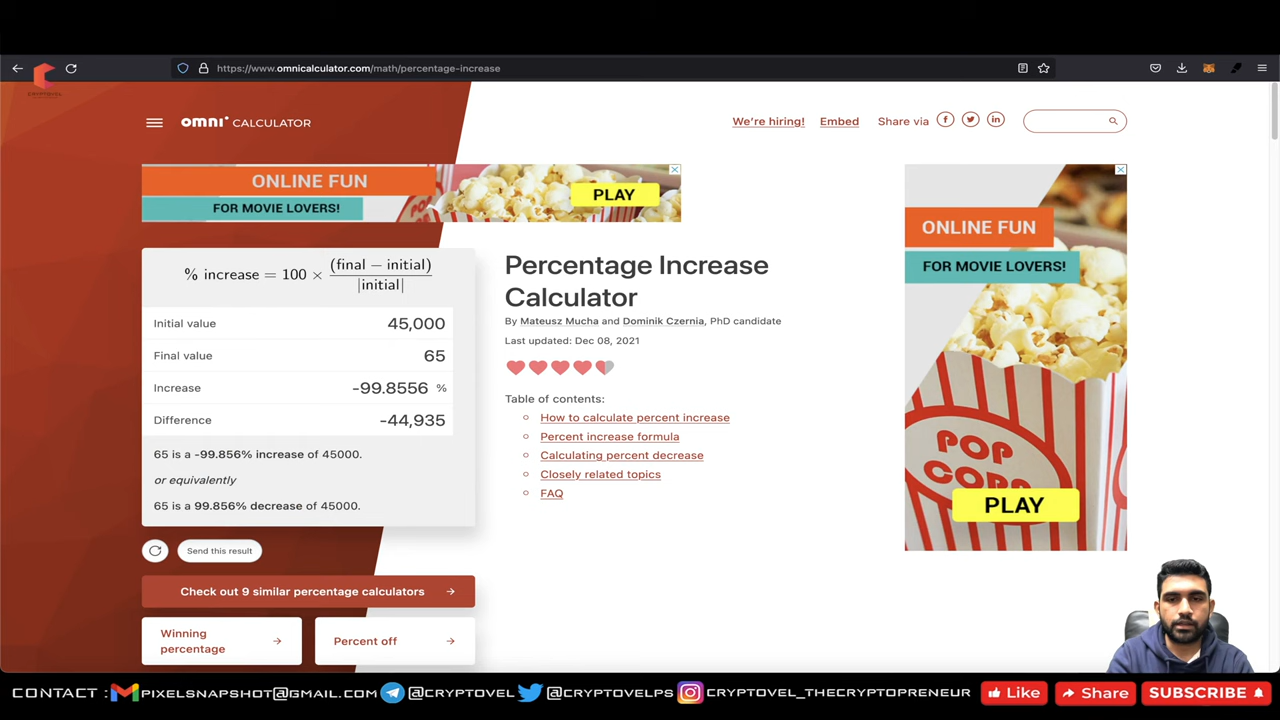 https://www.omnicalculator.com/math/percentage-increase
CRYPTOVEL
omni CALCULATOR
We're hiring!
Embed
Share via
ONLINE FUN
FOR MOVIE LOVERS!
PLAY
% increase = 100 × (final − initial) / |initial|
Initial value 45,000
Final value 65
Increase -99.8556 %
Difference -44,935
65 is a -99.856% increase of 45000.
or equivalently
65 is a 99.856% decrease of 45000.
Send this result
Check out 9 similar percentage calculators
Winning
percentage
Percent off
Percentage Increase
Calculator
By Mateusz Mucha and Dominik Czernia, PhD candidate
Last updated: Dec 08, 2021
Table of contents:
How to calculate percent increase
Percent increase formula
Calculating percent decrease
Closely related topics
FAQ
ONLINE FUN
FOR MOVIE LOVERS!
POP
CORN
PLAY
CONTACT : PIXELSNAPSHOT@GMAIL.COM @CRYPTOVEL @CRYPTOVELPS CRYPTOVEL_THECRYPTOPRENEUR Like Share SUBSCRIBE